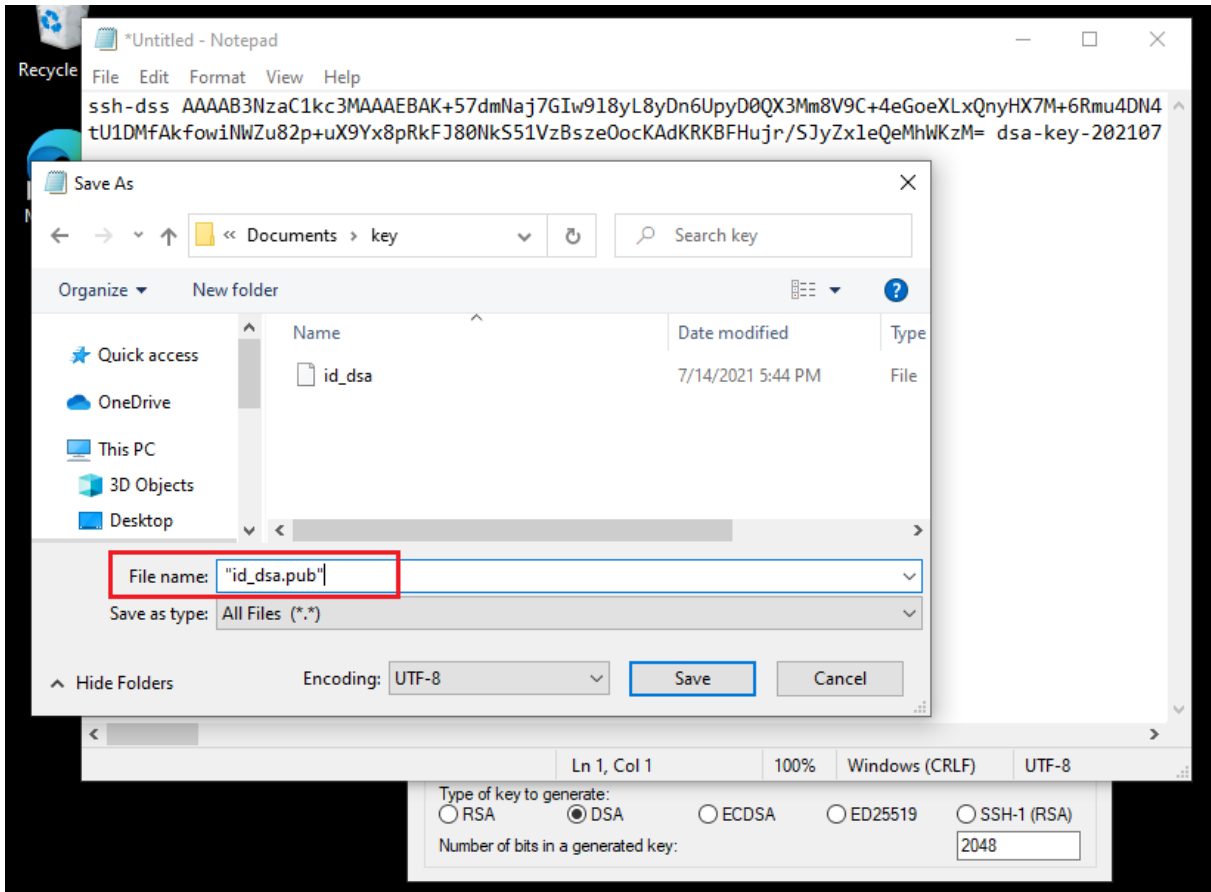 Recycle
*Untitled - Notepad
File Edit Format View Help
ssh-dss AAAAB3NzaC1kc3MAAAEBAK+57dmNaj7GIw9l8yL8yDn6UpyD0QX3Mm8V9C+4eGoeXLxQnyHX7M+6Rmu4DN4
tU1DMfAkfowiNWZu82p+uX9Yx8pRkFJ80NkS51VzBszeOocKAdKRKBFHujr/SJyZxleQeMhWKzM= dsa-key-202107
Save As
« Documents › key
Search key
Organize
New folder
?
Name
Date modified
Type
Quick access
id_dsa
7/14/2021 5:44 PM
File
OneDrive
This PC
3D Objects
Desktop
File name: "id_dsa.pub"
Save as type: All Files (*.*)
Hide Folders
Encoding: UTF-8
Save
Cancel
Ln 1, Col 1
100%
Windows (CRLF)
UTF-8
Type of key to generate:
RSA
DSA
ECDSA
ED25519
SSH-1 (RSA)
Number of bits in a generated key:
2048